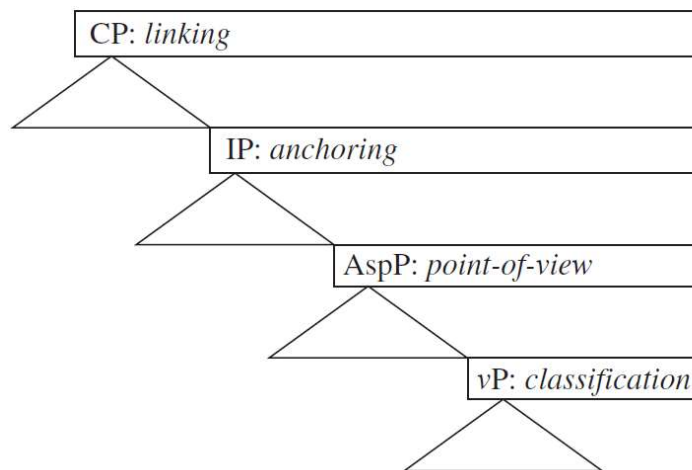 CP: linking
IP: anchoring
AspP: point-of-view
vP: classification